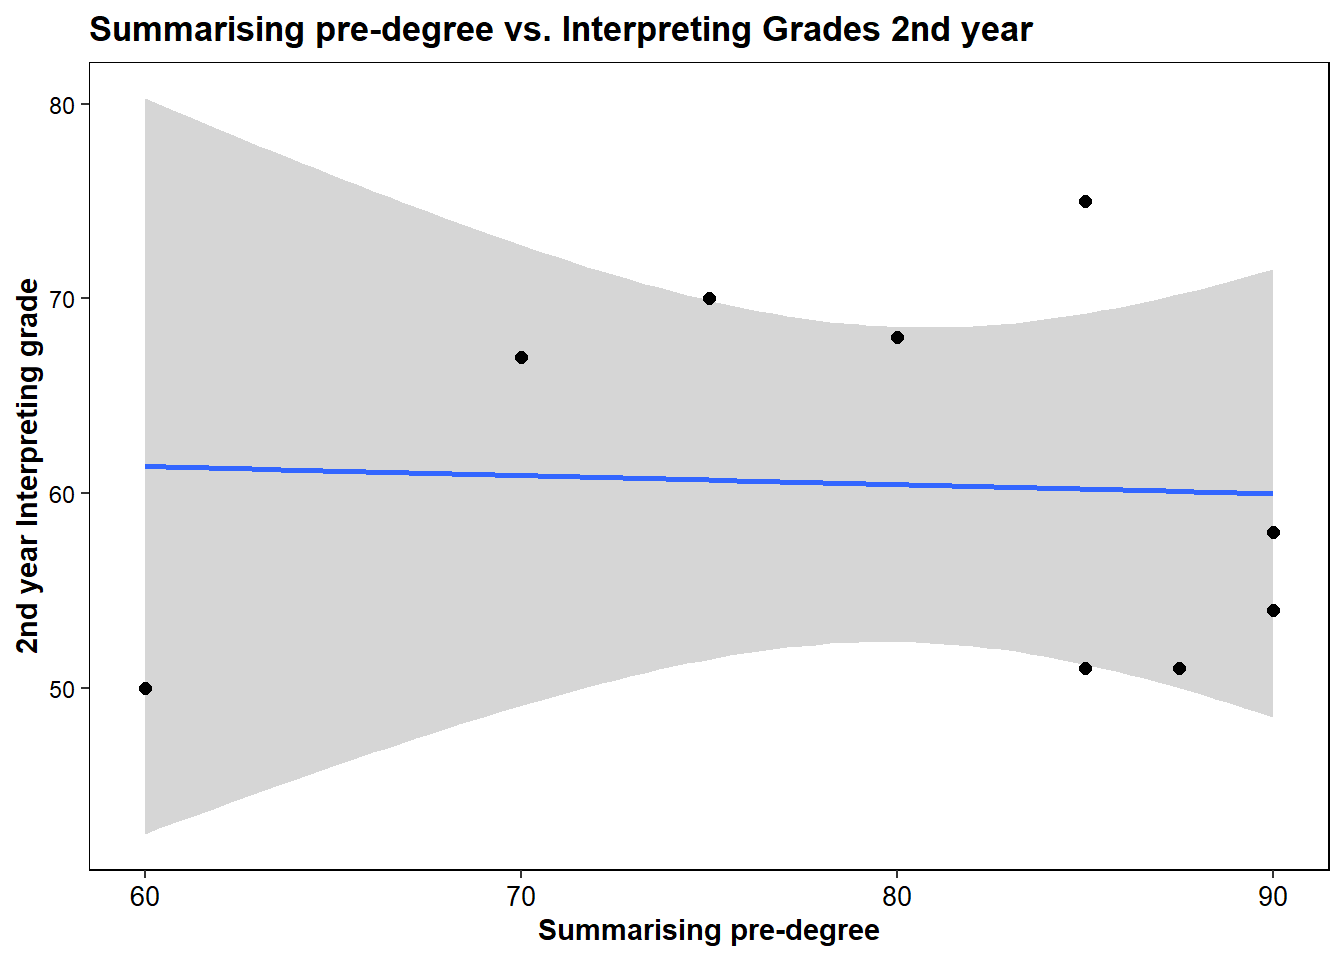 Summarising pre-degree vs. Interpreting Grades 2nd year
2nd year Interpreting grade
80
70
60
50
60 70 80 90
Summarising pre-degree